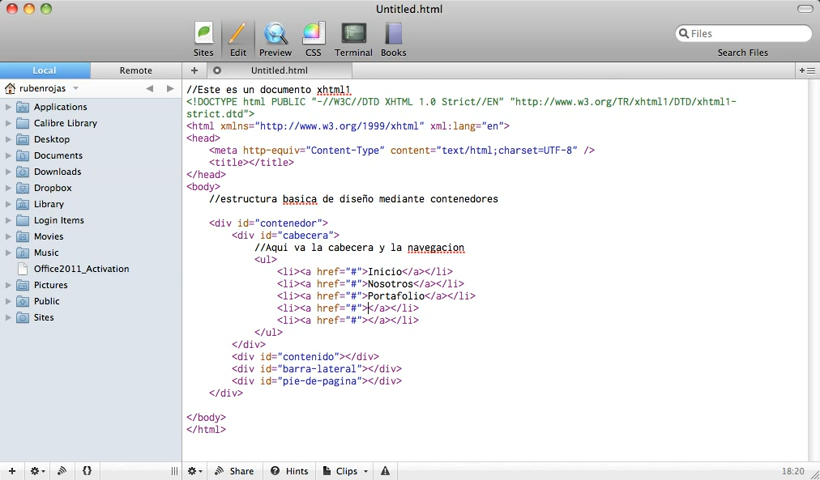 Untitled.html
Sites Edit Preview CSS Terminal Books
Files
Search Files
Local Remote
Untitled.html
rubenrojas
Applications
Calibre Library
Desktop
Documents
Downloads
Dropbox
Library
Login Items
Movies
Music
Office2011_Activation
Pictures
Public
Sites
//Este es un documento xhtml1
<!DOCTYPE html PUBLIC "-//W3C//DTD XHTML 1.0 Strict//EN" "http://www.w3.org/TR/xhtml1/DTD/xhtml1-
strict.dtd">
<html xmlns="http://www.w3.org/1999/xhtml" xml:lang="en">
<head>
<meta http-equiv="Content-Type" content="text/html;charset=UTF-8" />
<title></title>
</head>
<body>
//estructura basica de diseño mediante contenedores
<div id="contenedor">
<div id="cabecera">
//Aqui va la cabecera y la navegacion
<ul>
<li><a href="#">Inicio</a></li>
<li><a href="#">Nosotros</a></li>
<li><a href="#">Portafolio</a></li>
<li><a href="#"></a></li>
<li><a href="#"></a></li>
</ul>
</div>
<div id="contenido"></div>
<div id="barra-lateral"></div>
<div id="pie-de-pagina"></div>
</div>
</body>
</html>
Share Hints Clips
18:20